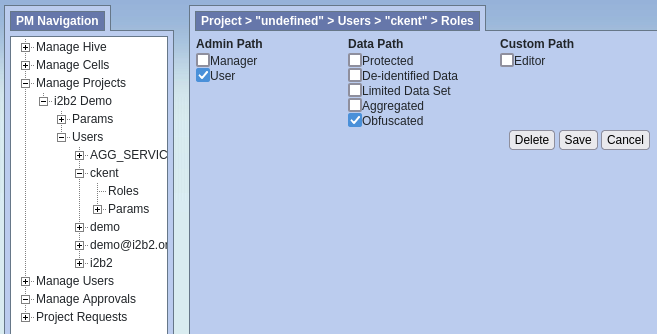 PM Navigation
Manage Hive
Manage Cells
Manage Projects
i2b2 Demo
Params
Users
AGG_SERVIC
ckent
Roles
Params
demo
demo@i2b2.or
i2b2
Manage Users
Manage Approvals
Project Requests
Project > "undefined" > Users > "ckent" > Roles
Admin Path
Manager
User
Data Path
Protected
De-identified Data
Limited Data Set
Aggregated
Obfuscated
Custom Path
Editor
Delete Save Cancel